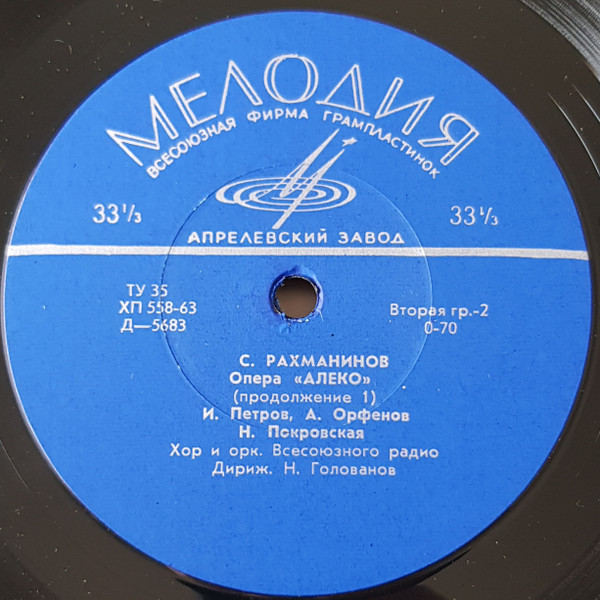 МЕЛОДИЯ
ВСЕСОЮЗНАЯ ФИРМА ГРАМПЛАСТИНОК
33⅓ 33⅓
АПРЕЛЕВСКИЙ ЗАВОД
ТУ 35
ХП 558-63
Д—5683
Вторая гр.-2
0-70
С. РАХМАНИНОВ
Опера «АЛЕКО»
(продолжение 1)
И. Петров, А. Орфенов
Н. Покровская
Хор и орк. Всесоюзного радио
Дириж. Н. Голованов